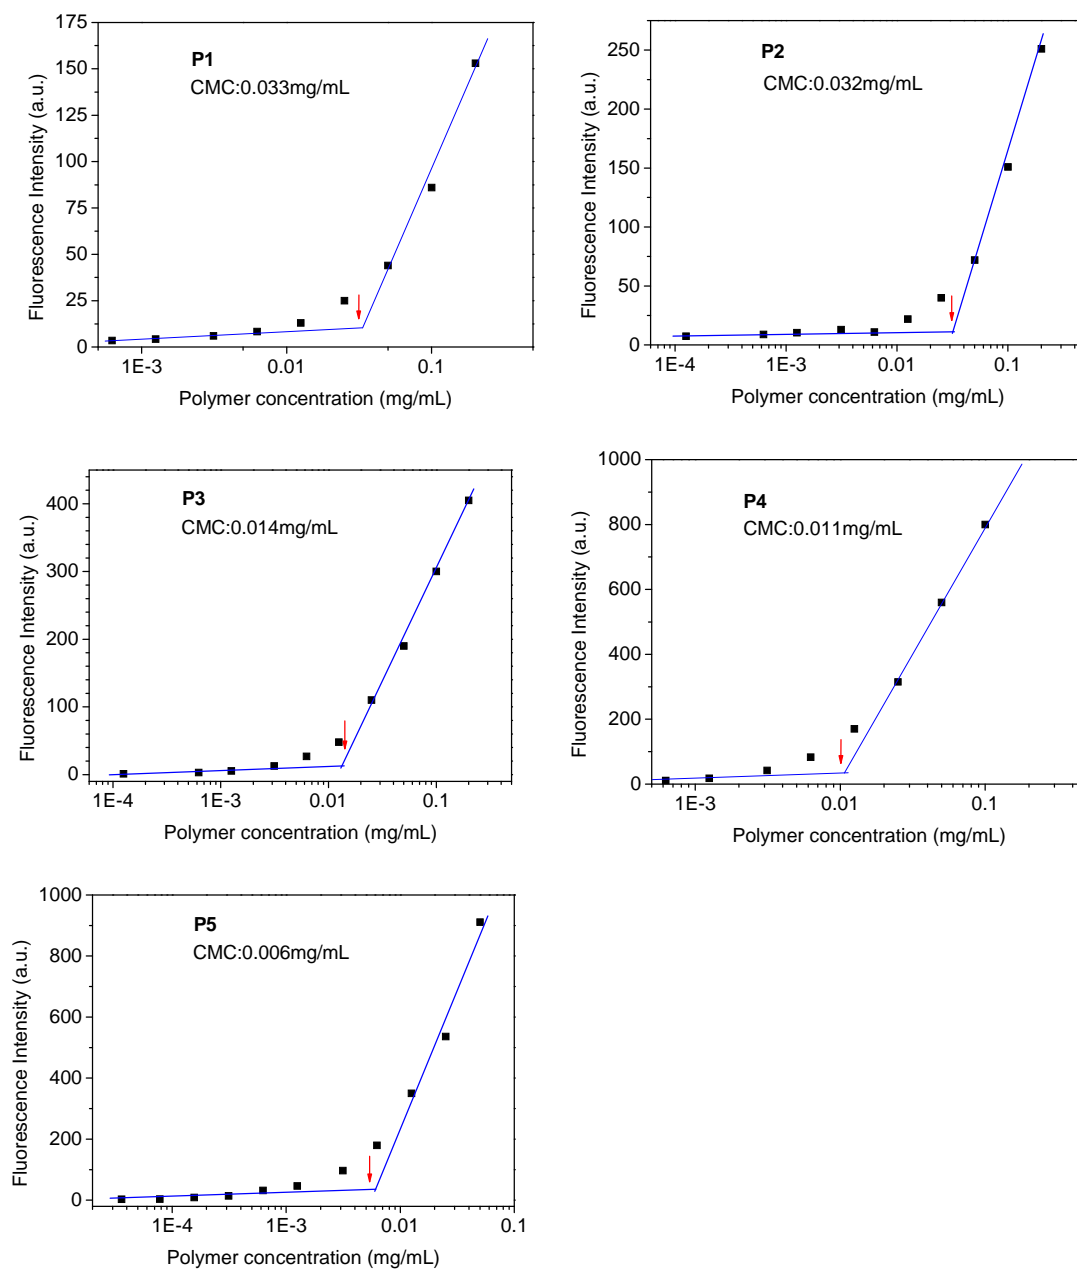 P1
CMC:0.033mg/mL
Fluorescence Intensity (a.u.)
175
150
125
100
75
50
25
0
1E-3 0.01 0.1
Polymer concentration (mg/mL)
P2
CMC:0.032mg/mL
Fluorescence Intensity (a.u.)
250
200
150
100
50
0
1E-4 1E-3 0.01 0.1
Polymer concentration (mg/mL)
P3
CMC:0.014mg/mL
Fluorescence Intensity (a.u.)
400
300
200
100
0
1E-4 1E-3 0.01 0.1
Polymer concentration (mg/mL)
P4
CMC:0.011mg/mL
Fluorescence Intensity (a.u.)
1000
800
600
400
200
0
1E-3 0.01 0.1
Polymer concentration (mg/mL)
P5
CMC:0.006mg/mL
Fluorescence Intensity (a.u.)
1000
800
600
400
200
0
1E-4 1E-3 0.01 0.1
Polymer concentration (mg/mL)